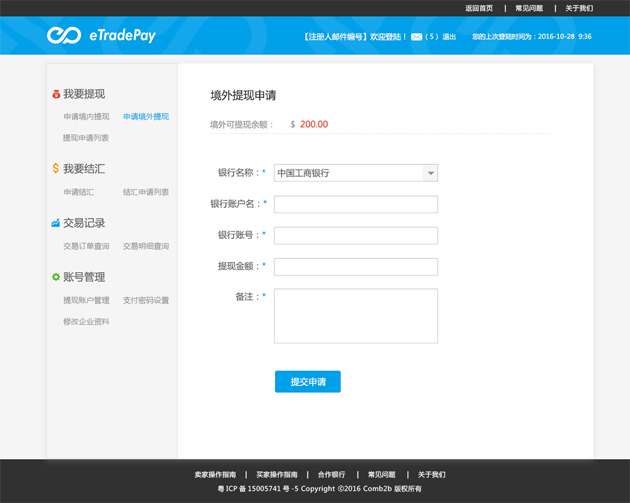 返回首页 | 常见问题 | 关于我们
eTradePay
【注册人邮件编号】欢迎登陆！ （ 5 ） 退出 您的上次登陆时间为：2016-10-28 9:36
我要提现
申请境内提现 申请境外提现
提现申请列表
$ 我要结汇
申请结汇 结汇申请列表
交易记录
交易订单查询 交易明细查询
账号管理
提现账户管理 支付密码设置
修改企业资料
境外提现申请
境外可提现余额： $ 200.00
银行名称：* 中国工商银行
银行账户名：*
银行账号：*
提现金额：*
备注：*
提交申请
卖家操作指南 | 买家操作指南 | 合作银行 | 常见问题 | 关于我们
粤 ICP 备 15005741 号 -5 Copyright ©2016 Comb2b 版权所有